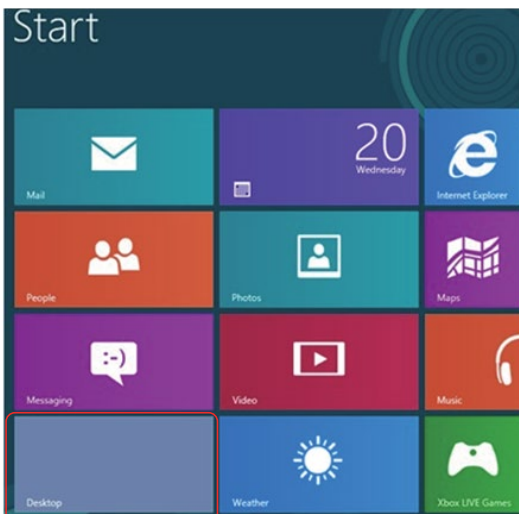 Start
Mail
20
Wednesday
Internet Explorer
People
Photos
Maps
Messaging
:-)
Video
Music
Desktop
Weather
Xbox LIVE Games